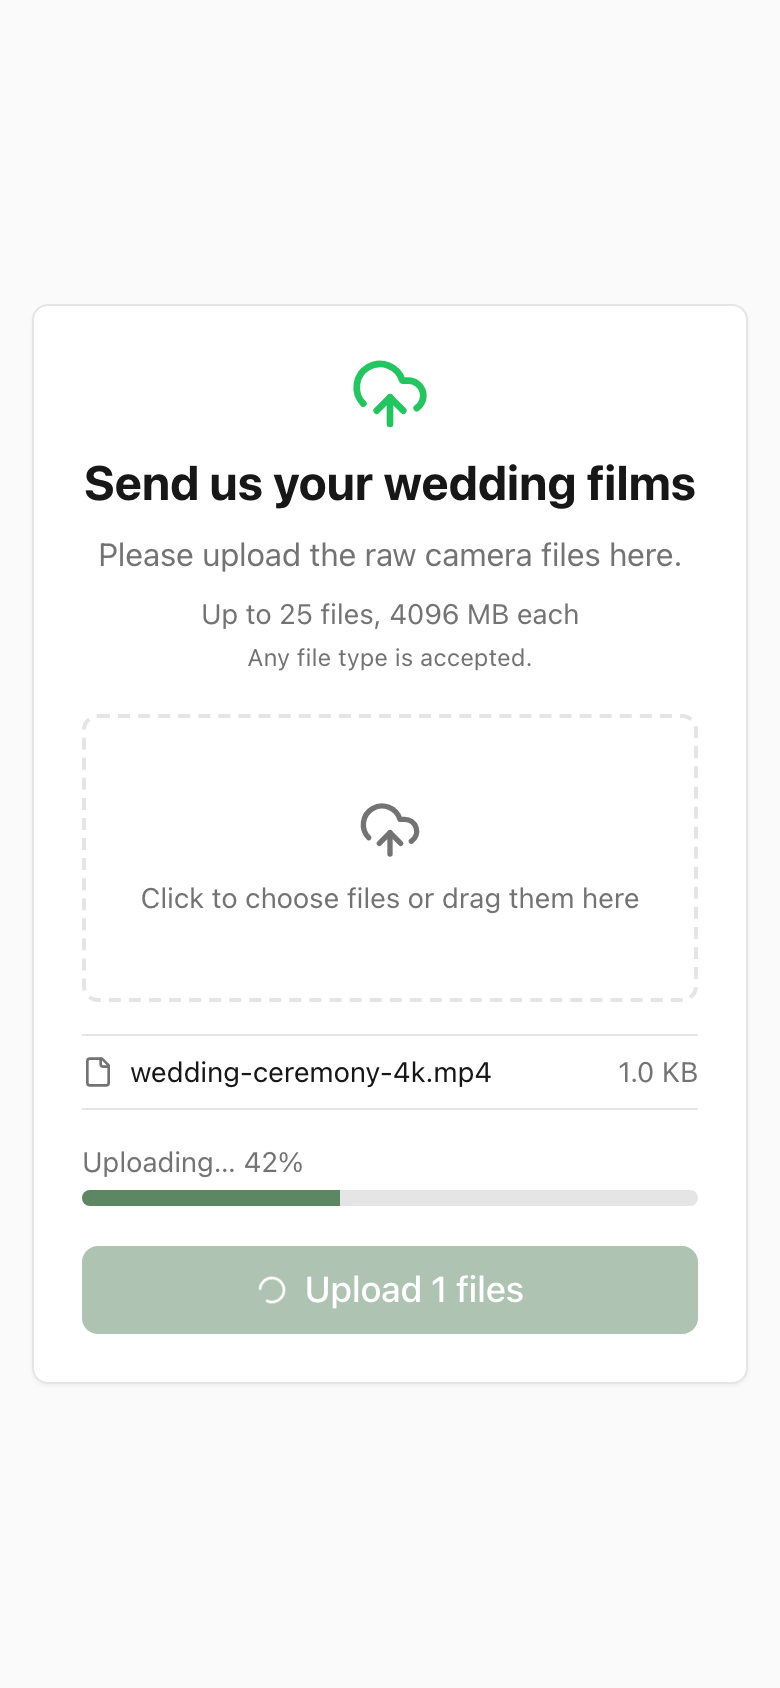 Send us your wedding films
Please upload the raw camera files here.
Up to 25 files, 4096 MB each
Any file type is accepted.
Click to choose files or drag them here
wedding-ceremony-4k.mp4 1.0 KB
Uploading... 42%
Upload 1 files